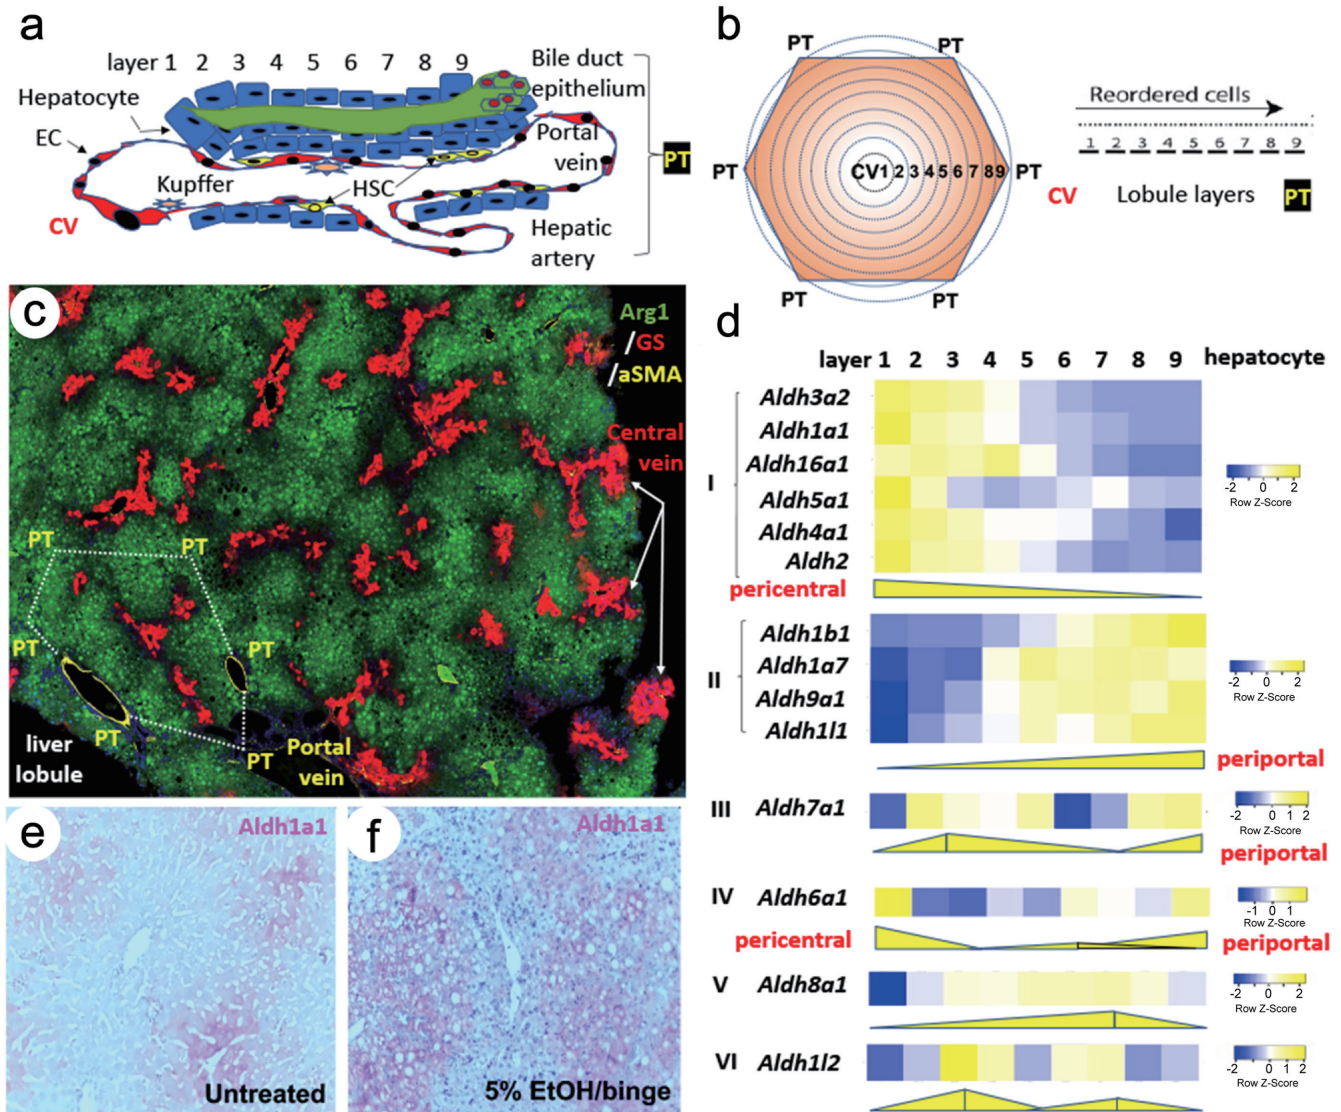 a
layer 1 2 3 4 5 6 7 8 9
Bile duct
epithelium
Hepatocyte
EC
Portal
vein
PT
Kupffer
HSC
CV
Hepatic
artery
b
PT PT
PT CV1 2 3 4 5 6 7 8 9 PT
PT PT
Reordered cells
1 2 3 4 5 6 7 8 9
CV Lobule layers PT
c
Arg1
/GS
/aSMA
Central
vein
PT PT
PT PT
PT
PT
liver
lobule
Portal
vein
d
layer 1 2 3 4 5 6 7 8 9 hepatocyte
I
Aldh3a2
Aldh1a1
Aldh16a1
Aldh5a1
Aldh4a1
Aldh2
-2 0 2
Row Z-Score
pericentral
II
Aldh1b1
Aldh1a7
Aldh9a1
Aldh1l1
-2 0 2
Row Z-Score
periportal
III Aldh7a1
-2 -1 0 1 2
Row Z-Score
periportal
IV Aldh6a1
-1 0 1
Row Z-Score
pericentral periportal
V Aldh8a1
-2 0 2
Row Z-Score
VI Aldh1l2
-2 0 2
Row Z-Score
e
Aldh1a1
Untreated
f
Aldh1a1
5% EtOH/binge